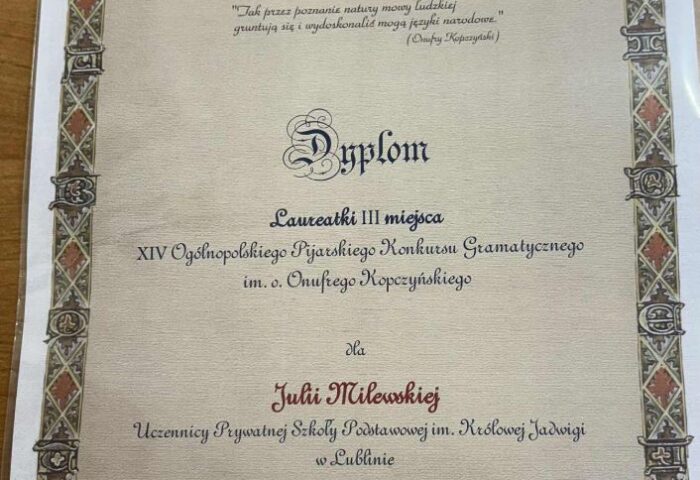 "Tak przez poznanie natury mowy ludzkiej
gruntują się i wydoskonalić mogą języki narodowe."
(Onufry Kopczyński)
Dyplom
Laureatki III miejsca
XIV Ogólnopolskiego Pijarskiego Konkursu Gramatycznego
im. o. Onufrego Kopczyńskiego
dla
Julii Milewskiej
Uczennicy Prywatnej Szkoły Podstawowej im. Królowej Jadwigi
w Lublinie